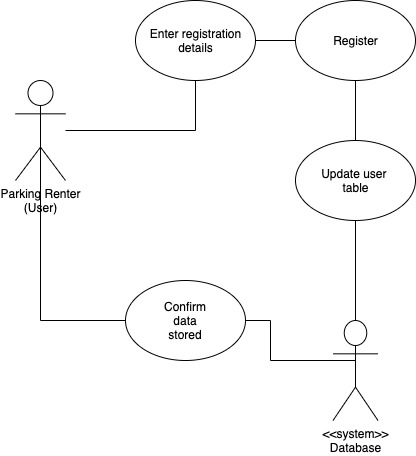 Enter registration
details
Register
Update user
table
Parking Renter
(User)
Confirm
data
stored
<<system>>
Database